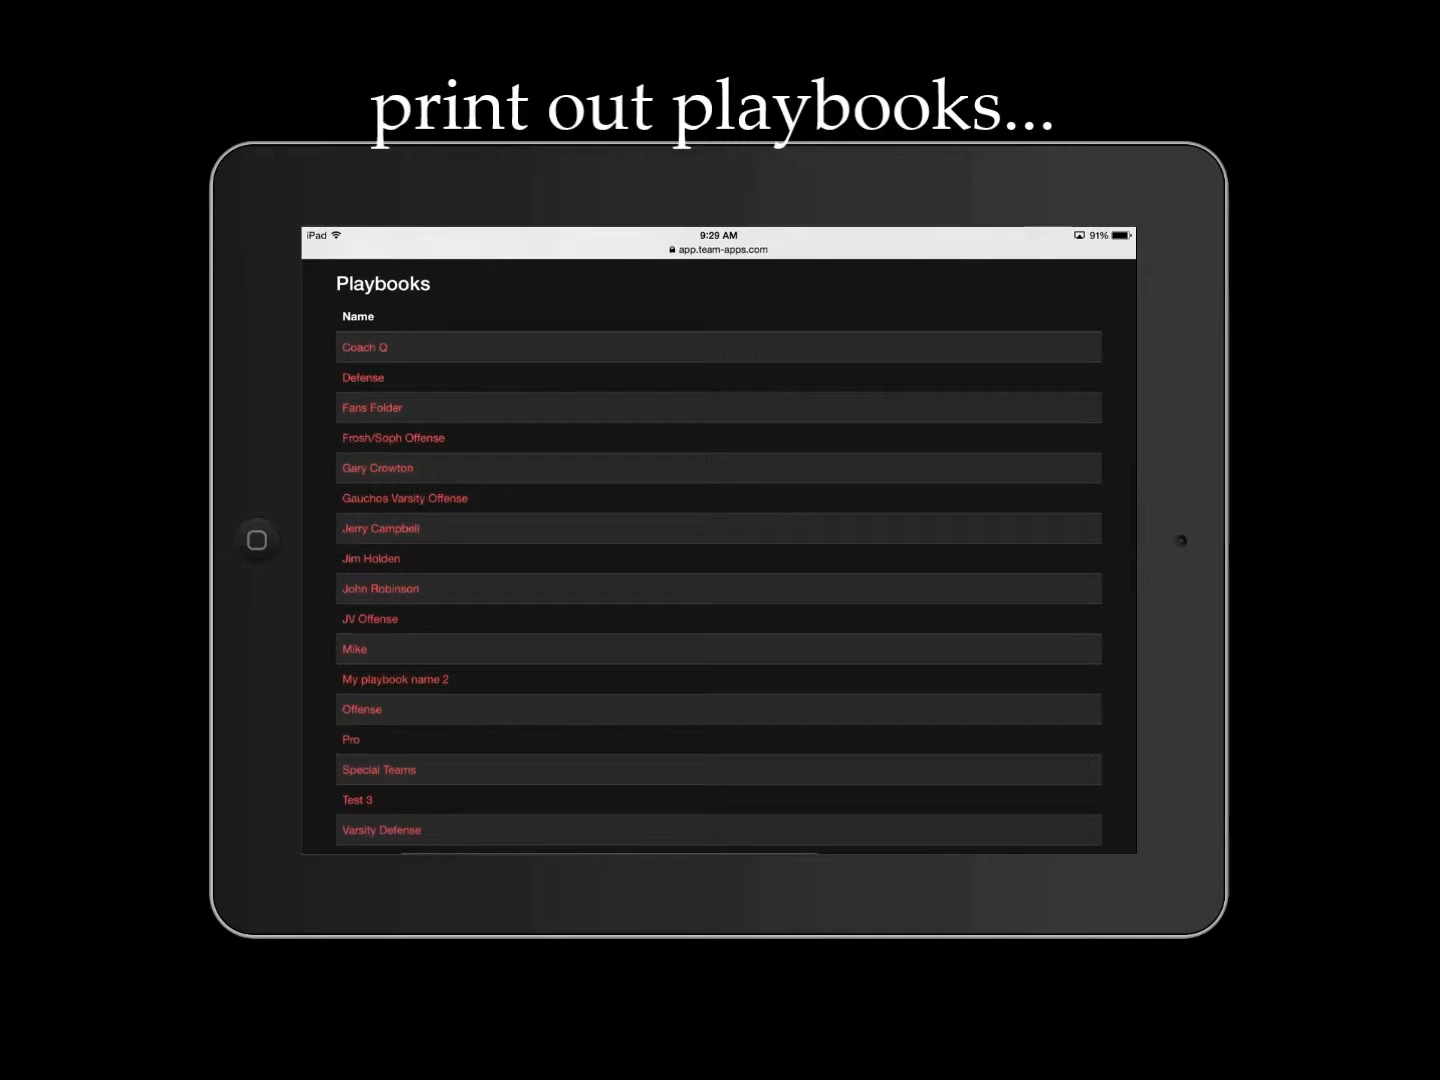 print out playbooks...
iPad
9:29 AM
91%
app.team-apps.com
Playbooks
Name
Coach Q
Defense
Fans Folder
Frosh/Soph Offense
Gary Crowton
Gauchos Varsity Offense
Jerry Campbell
Jim Holden
John Robinson
JV Offense
Mike
My playbook name 2
Offense
Pro
Special Teams
Test 3
Varsity Defense